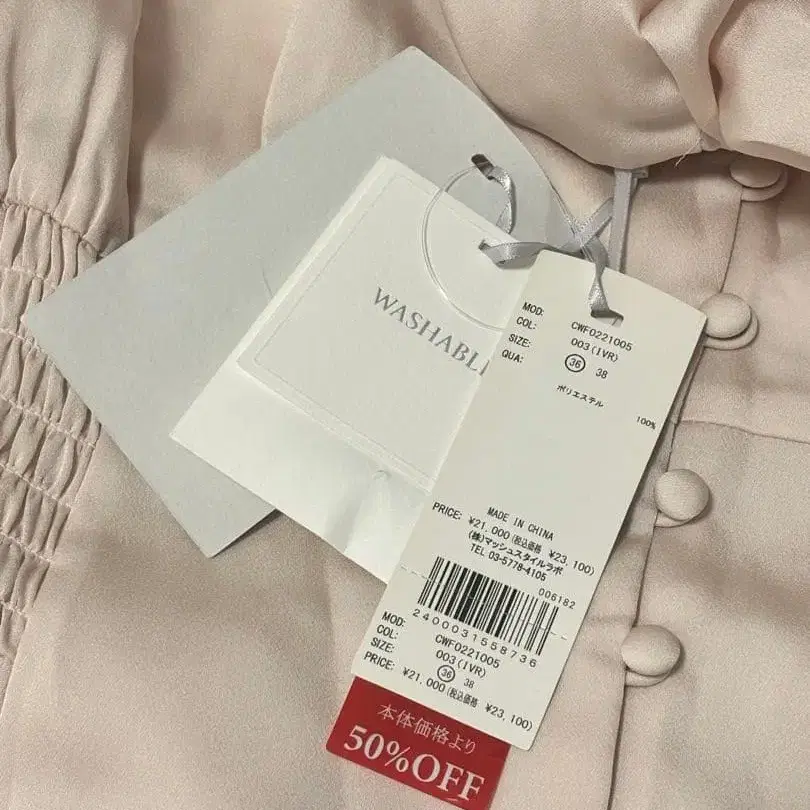 WASHABL
MOD: CWF0221005
COL: 003(IVR)
SIZE: 36 38
QUA:
ポリエステル 100%
MADE IN CHINA
PRICE: ¥21,000(税込価格 ¥23,100)
(株)マッシュスタイルラボ
TEL 03-5778-4105
006182
2400031558736
MOD: CWF0221005
COL: 003(IVR)
SIZE: 36 38
PRICE: ¥21,000(税込価格 ¥23,100)
本体価格より
50%OFF